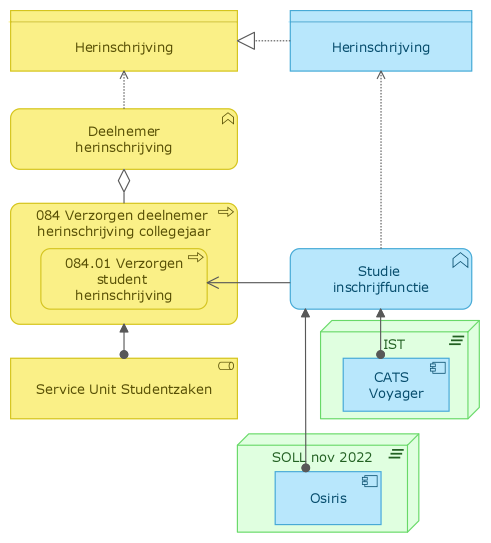 Herinschrijving
Herinschrijving
Deelnemer
herinschrijving
084 Verzorgen deelnemer
herinschrijving collegejaar
084.01 Verzorgen
student
herinschrijving
Studie
inschrijffunctie
IST
CATS
Voyager
Service Unit Studentzaken
SOLL nov 2022
Osiris